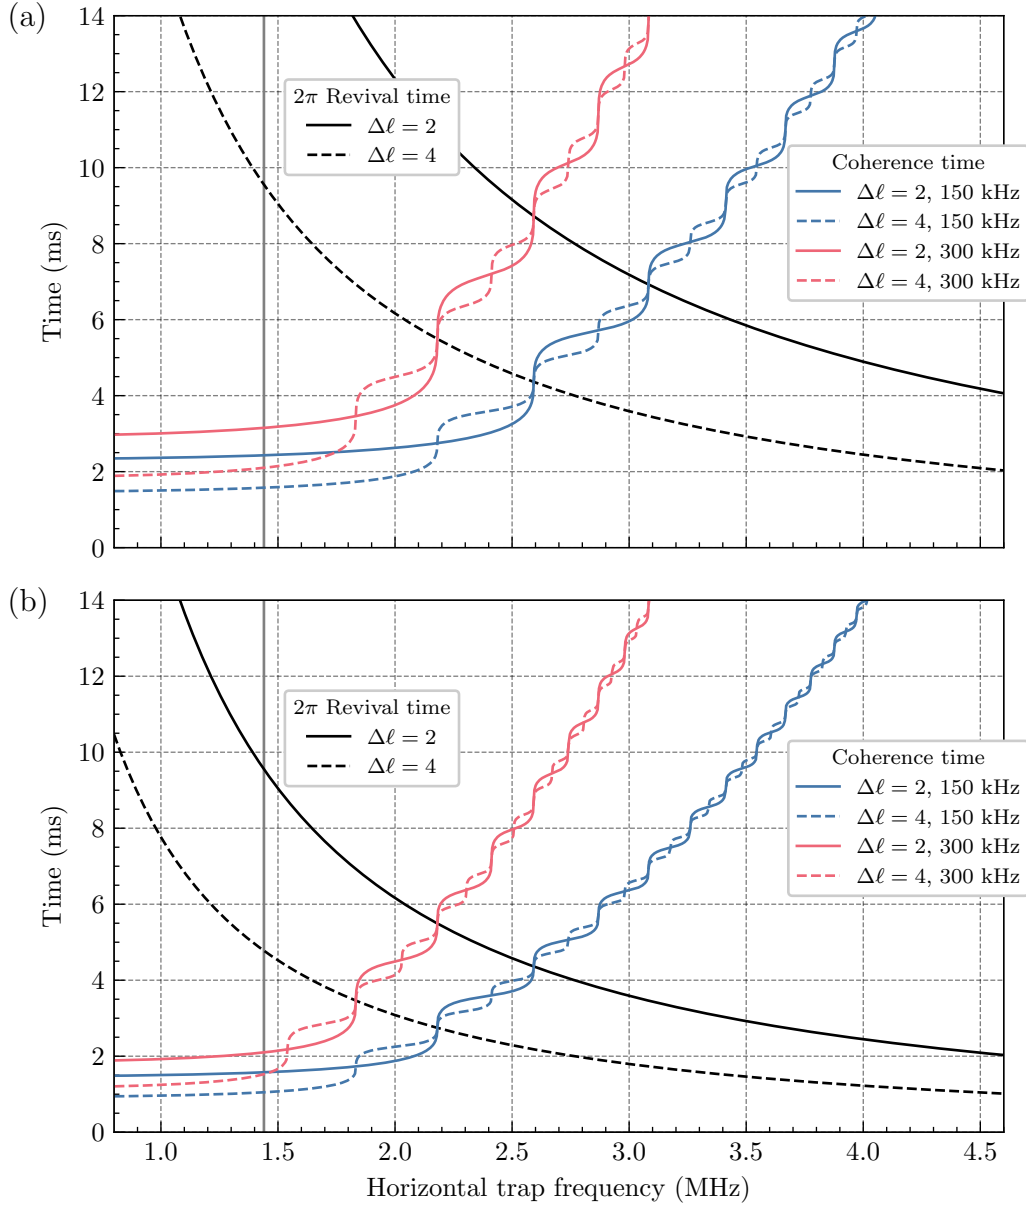 (a)
14
12
10
8
6
4
2
0
Time (ms)
2π Revival time
Δℓ = 2
Δℓ = 4
Coherence time
Δℓ = 2, 150 kHz
Δℓ = 4, 150 kHz
Δℓ = 2, 300 kHz
Δℓ = 4, 300 kHz
(b)
14
12
10
8
6
4
2
0
Time (ms)
2π Revival time
Δℓ = 2
Δℓ = 4
Coherence time
Δℓ = 2, 150 kHz
Δℓ = 4, 150 kHz
Δℓ = 2, 300 kHz
Δℓ = 4, 300 kHz
1.0 1.5 2.0 2.5 3.0 3.5 4.0 4.5
Horizontal trap frequency (MHz)